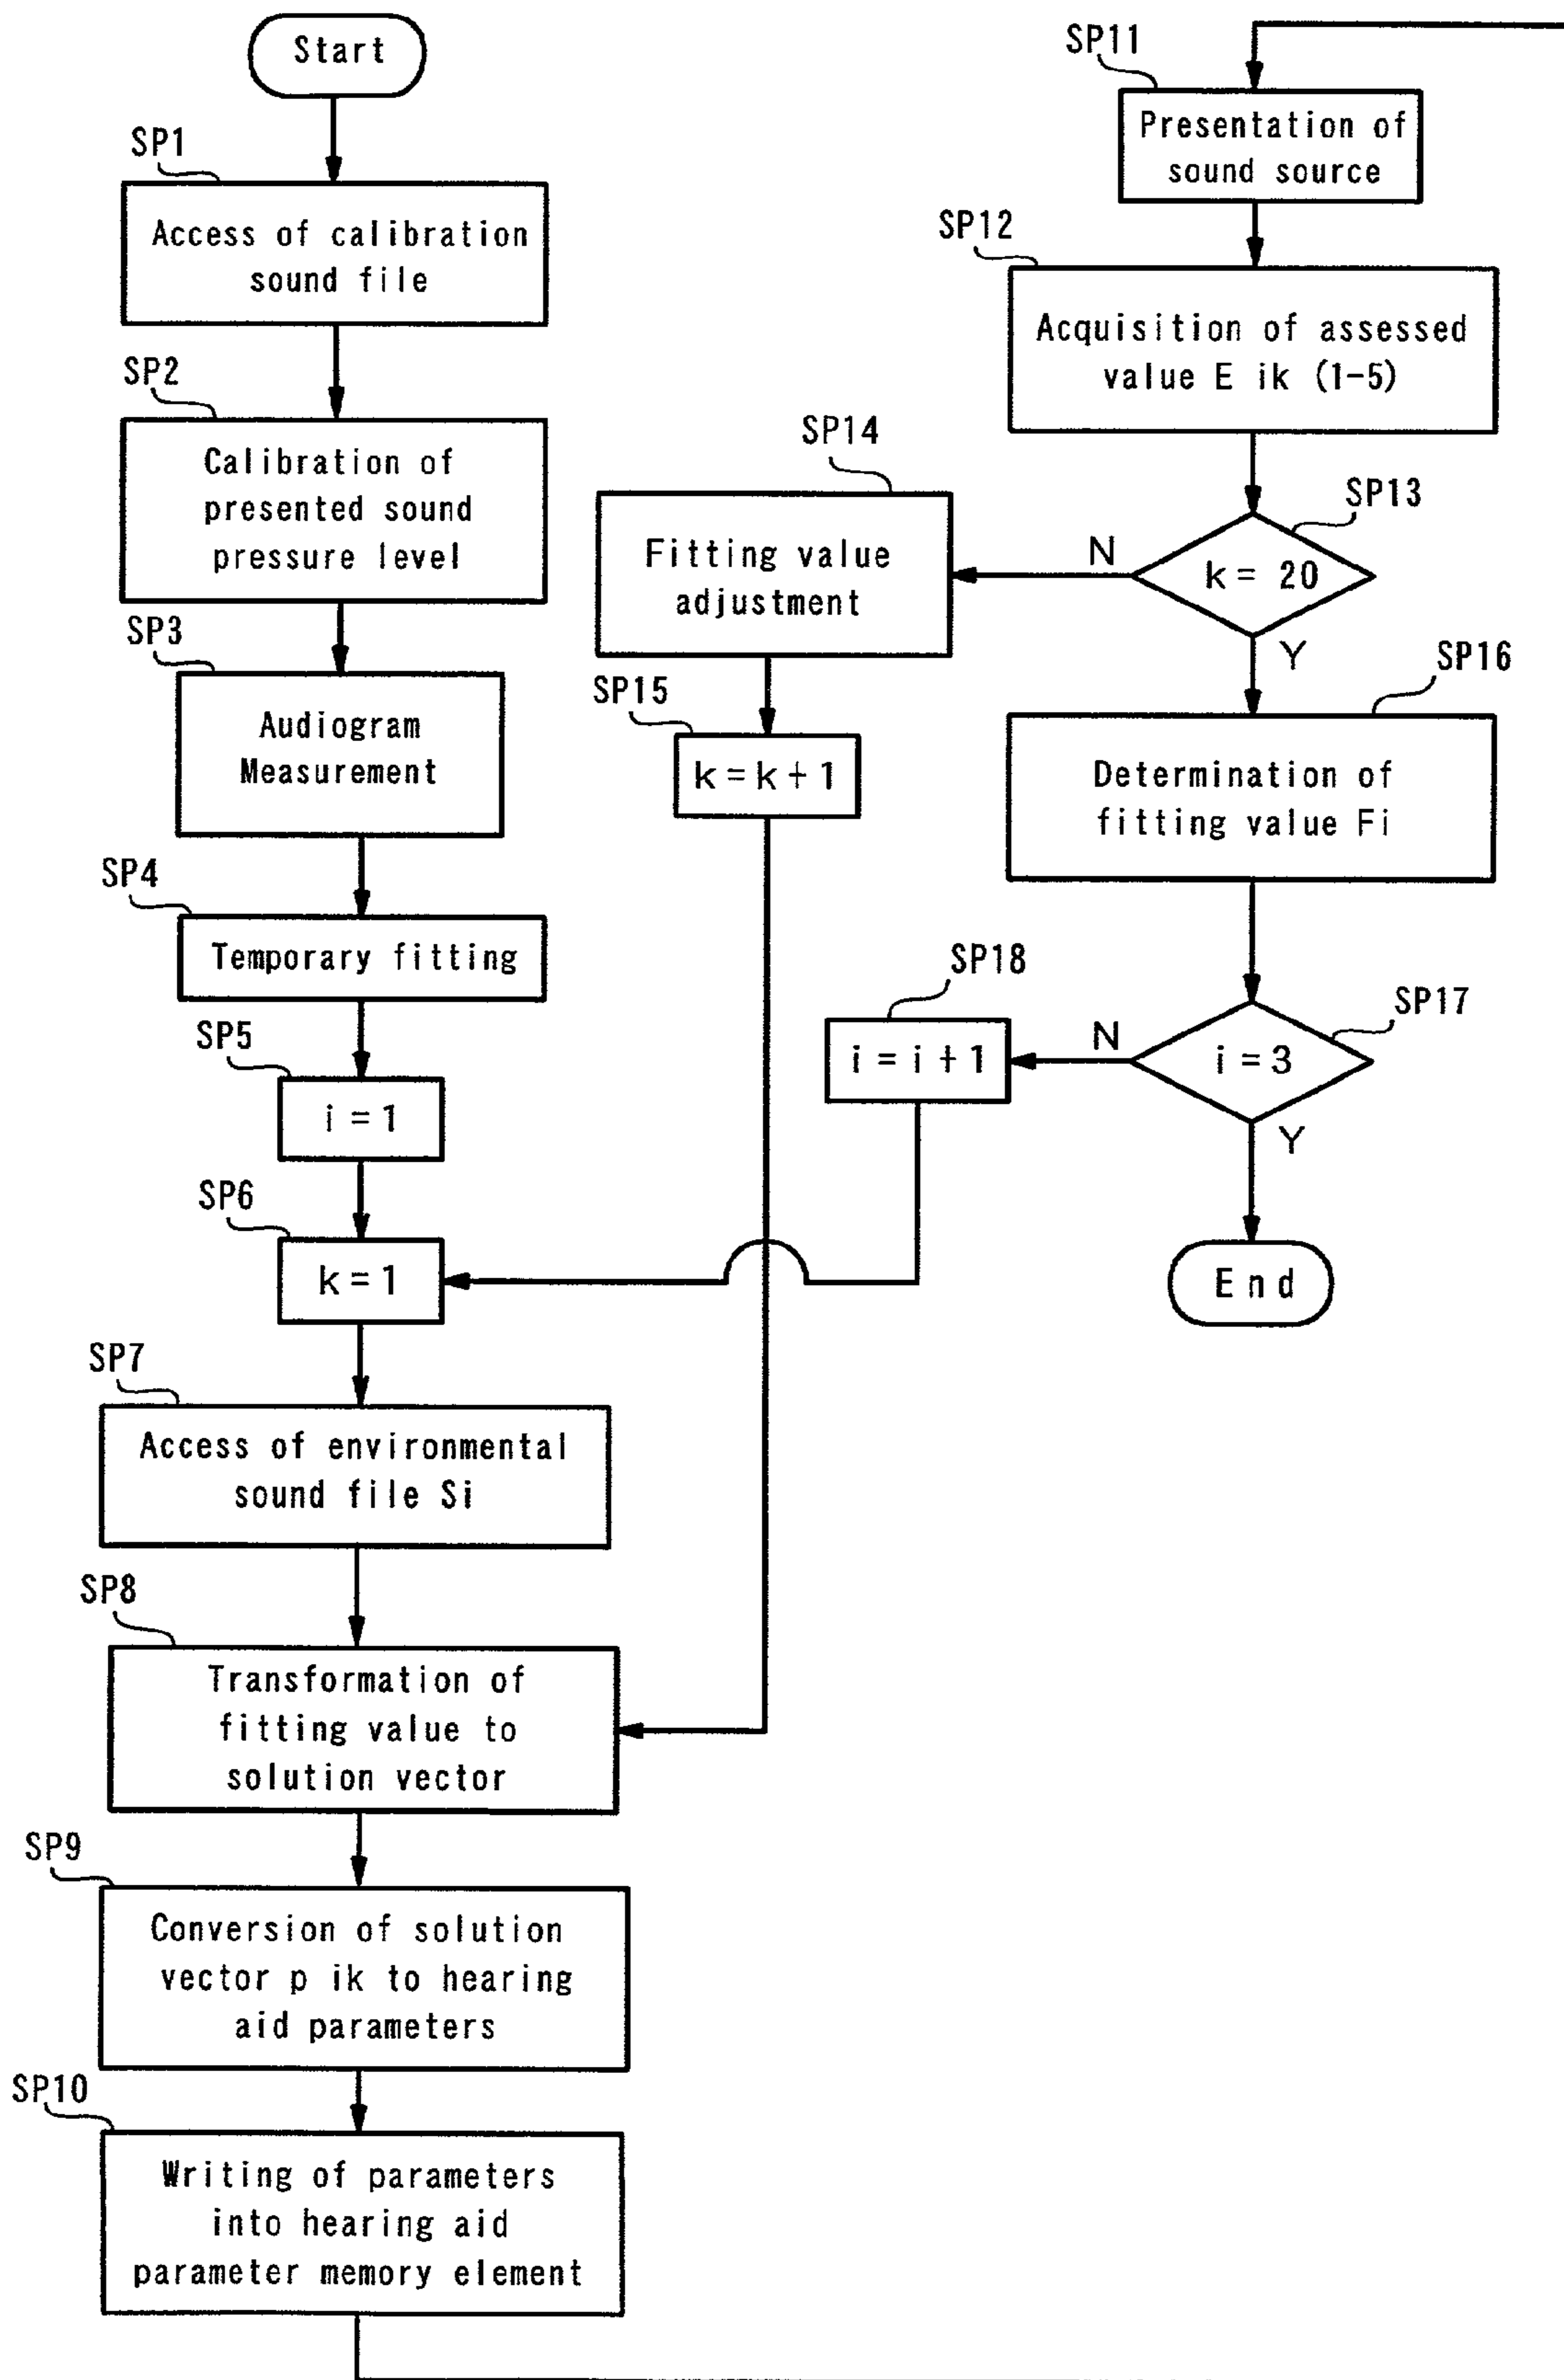 Start
SP1
Access of calibration
sound file
SP2
Calibration of
presented sound
pressure level
SP3
Audiogram
Measurement
SP4
Temporary fitting
SP5
i = 1
SP6
k = 1
SP7
Access of environmental
sound file Si
SP8
Transformation of
fitting value to
solution vector
SP9
Conversion of solution
vector p ik to hearing
aid parameters
SP10
Writing of parameters
into hearing aid
parameter memory element
SP11
Presentation of
sound source
SP12
Acquisition of assessed
value E ik (1-5)
SP13
k = 20
N
Y
SP14
Fitting value
adjustment
SP15
k = k + 1
SP16
Determination of
fitting value Fi
SP17
i = 3
N
Y
SP18
i = i + 1
End